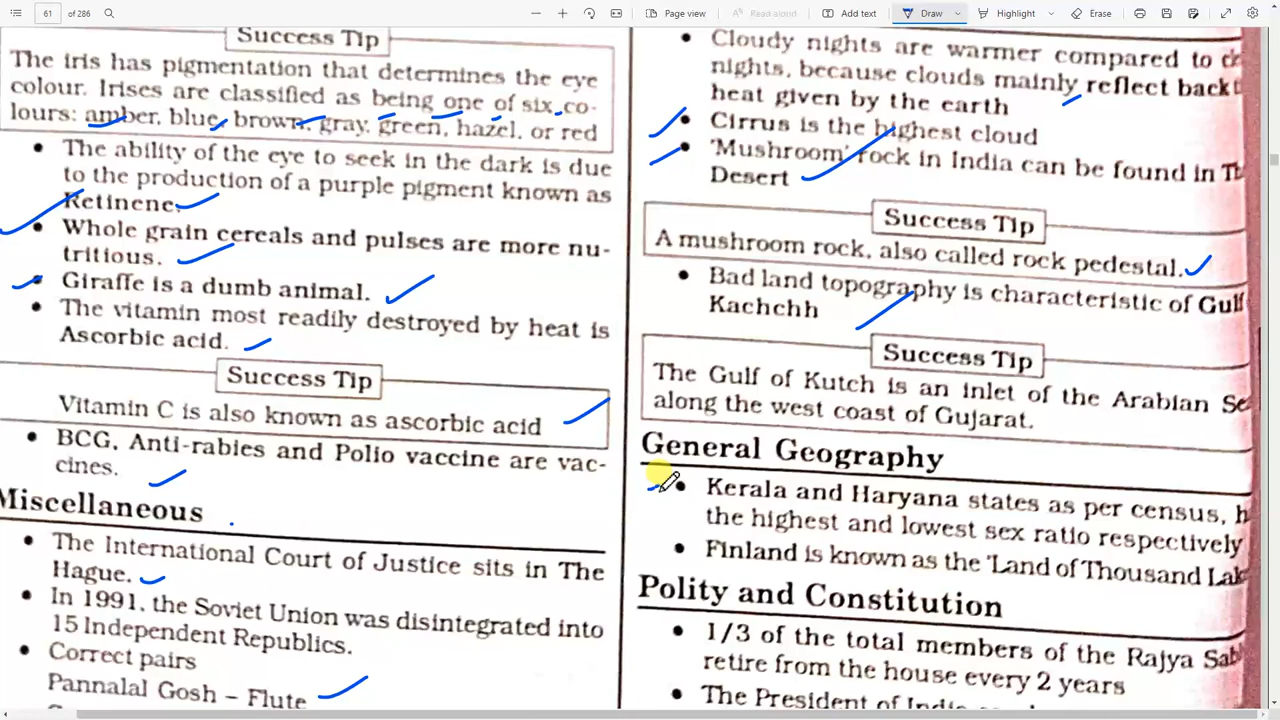 61
of 286
Page view
Read aloud
Add text
Draw
Highlight
Erase
Success Tip
The iris has pigmentation that determines the eye
colour. Irises are classified as being one of six co-
lours: amber, blue, brown, gray, green, hazel, or red
The ability of the eye to seek in the dark is due
to the production of a purple pigment known as
Retinene.
Whole grain cereals and pulses are more nu-
tritious.
Giraffe is a dumb animal.
The vitamin most readily destroyed by heat is
Ascorbic acid.
Success Tip
Vitamin C is also known as ascorbic acid
BCG, Anti-rabies and Polio vaccine are vac-
cines.
Miscellaneous
The International Court of Justice sits in The
Hague.
In 1991, the Soviet Union was disintegrated into
15 Independent Republics.
Correct pairs
Pannalal Gosh – Flute
Cloudy nights are warmer compared to
nights, because clouds mainly reflect back
heat given by the earth
Cirrus is the highest cloud
'Mushroom' rock in India can be found in
Desert
Success Tip
A mushroom rock, also called rock pedestal.
Bad land topography is characteristic of Gulf
Kachchh
Success Tip
The Gulf of Kutch is an inlet of the Arabian
along the west coast of Gujarat.
General Geography
Kerala and Haryana states as per census,
the highest and lowest sex ratio respectively
Finland is known as the 'Land of Thousand
Polity and Constitution
1/3 of the total members of the Rajya
retire from the house every 2 years
The President of India